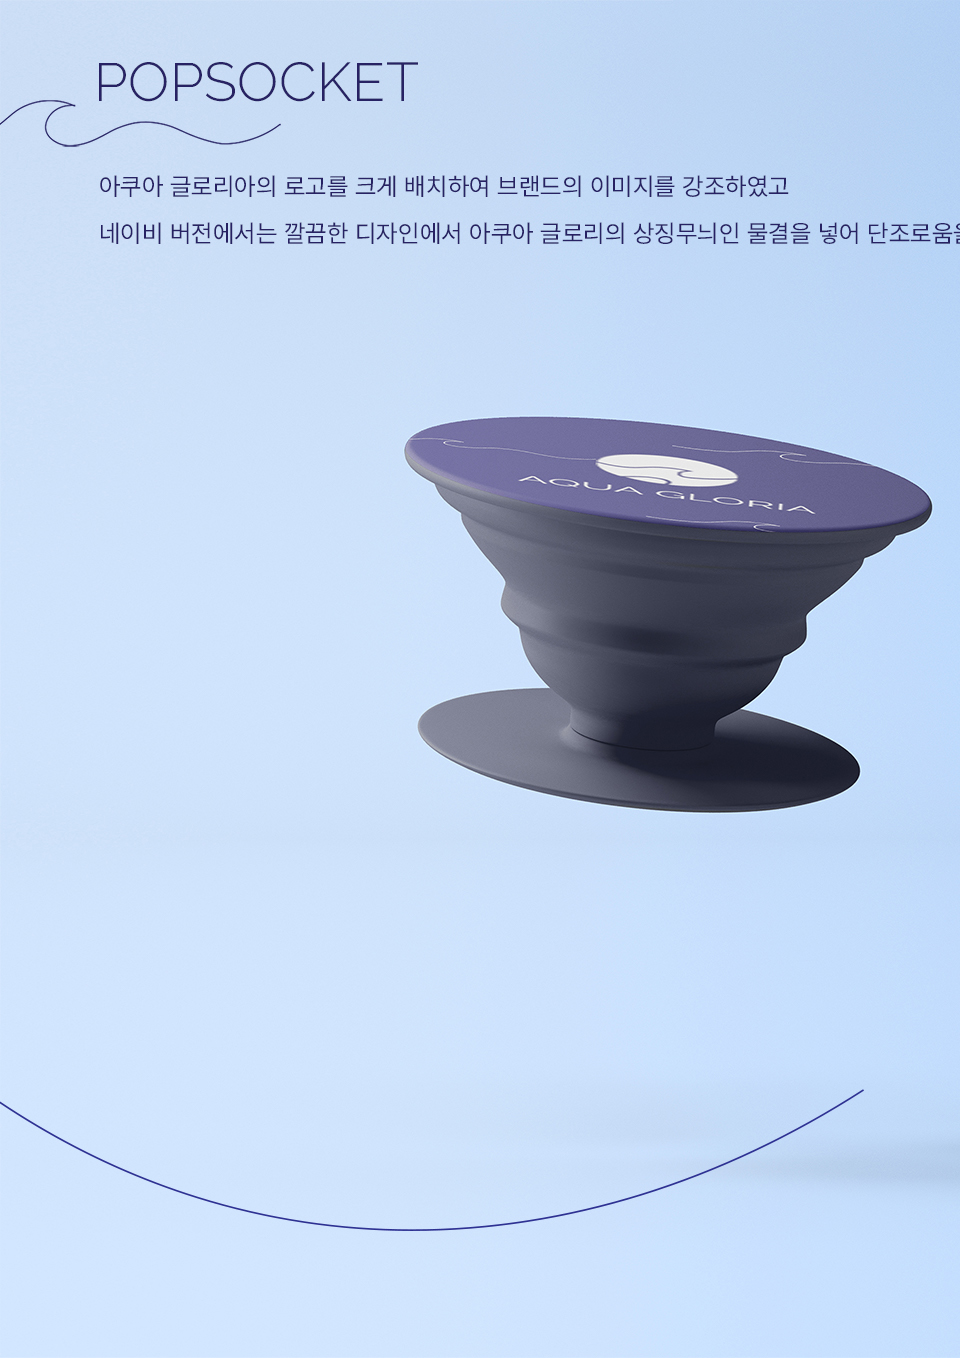 POPSOCKET
아쿠아 글로리아의 로고를 크게 배치하여 브랜드의 이미지를 강조하였고
네이비 버전에서는 깔끔한 디자인에서 아쿠아 글로리의 상징무늬인 물결을 넣어 단조로움을
AQUA GLORIA